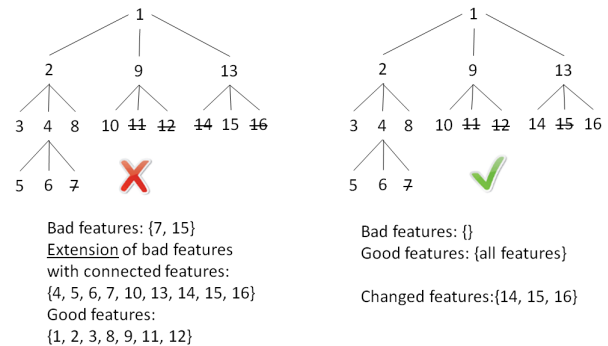 1 1
2 9 13 2 9 13
3 4 8 10 11 12 14 15 16 3 4 8 10 11 12 14 15 16
5 6 7 5 6 7
Bad features: {7, 15}
Extension of bad features
with connected features:
{4, 5, 6, 7, 10, 13, 14, 15, 16}
Good features:
{1, 2, 3, 8, 9, 11, 12}
Bad features: {}
Good features: {all features}
Changed features:{14, 15, 16}